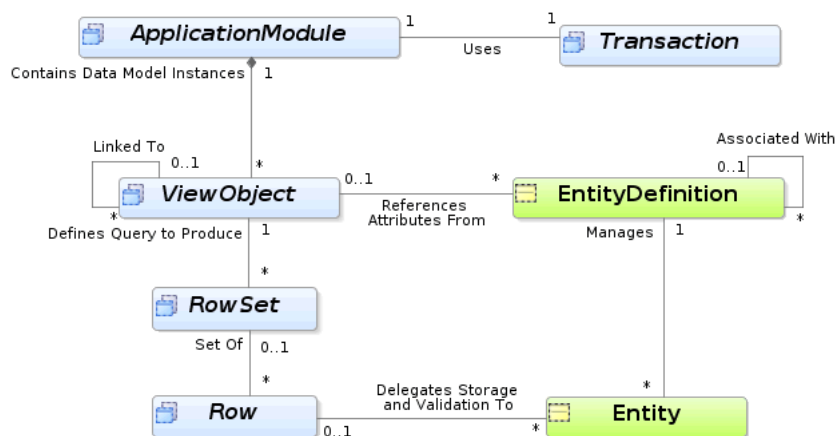 ApplicationModule
1
1
Transaction
Uses
Contains Data Model Instances
1
Linked To
Associated With
0..1
*
0..1
*
0..1
ViewObject
EntityDefinition
*
References
Attributes From
*
Defines Query to Produce
1
Manages
1
*
RowSet
Set Of
0..1
*
Delegates Storage
and Validation To
*
Row
Entity
0..1
*